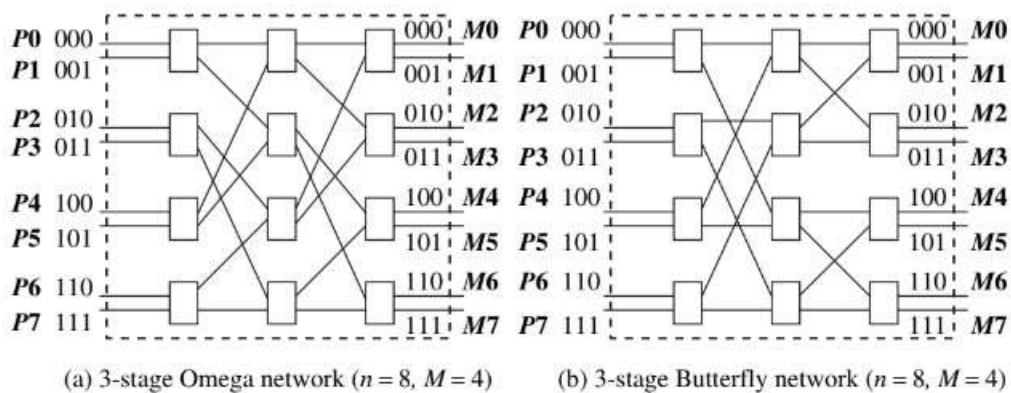 P0 000 000 M0 P0 000 000 M0
P1 001 001 M1 P1 001 001 M1
P2 010 010 M2 P2 010 010 M2
P3 011 011 M3 P3 011 011 M3
P4 100 100 M4 P4 100 100 M4
P5 101 101 M5 P5 101 101 M5
P6 110 110 M6 P6 110 110 M6
P7 111 111 M7 P7 111 111 M7
(a) 3-stage Omega network (n = 8, M = 4) (b) 3-stage Butterfly network (n = 8, M = 4)